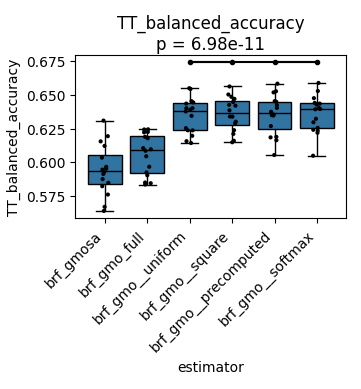 TT_balanced_accuracy
p = 6.98e-11
TT_balanced_accuracy
0.675
0.650
0.625
0.600
0.575
brf_gmosa
brf_gmo_full
brf_gmo__uniform
brf_gmo__square
brf_gmo__precomputed
brf_gmo__softmax
estimator